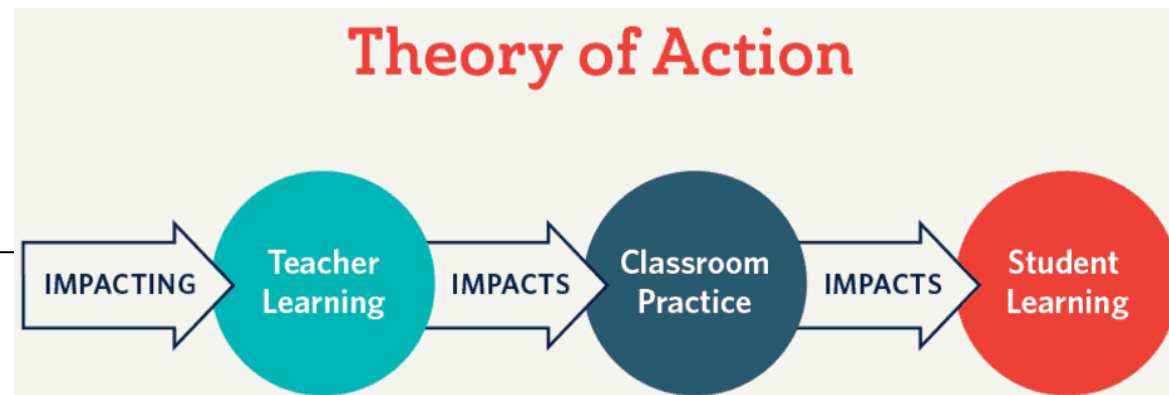 Theory of Action
IMPACTING
Teacher
Learning
IMPACTS
Classroom
Practice
IMPACTS
Student
Learning